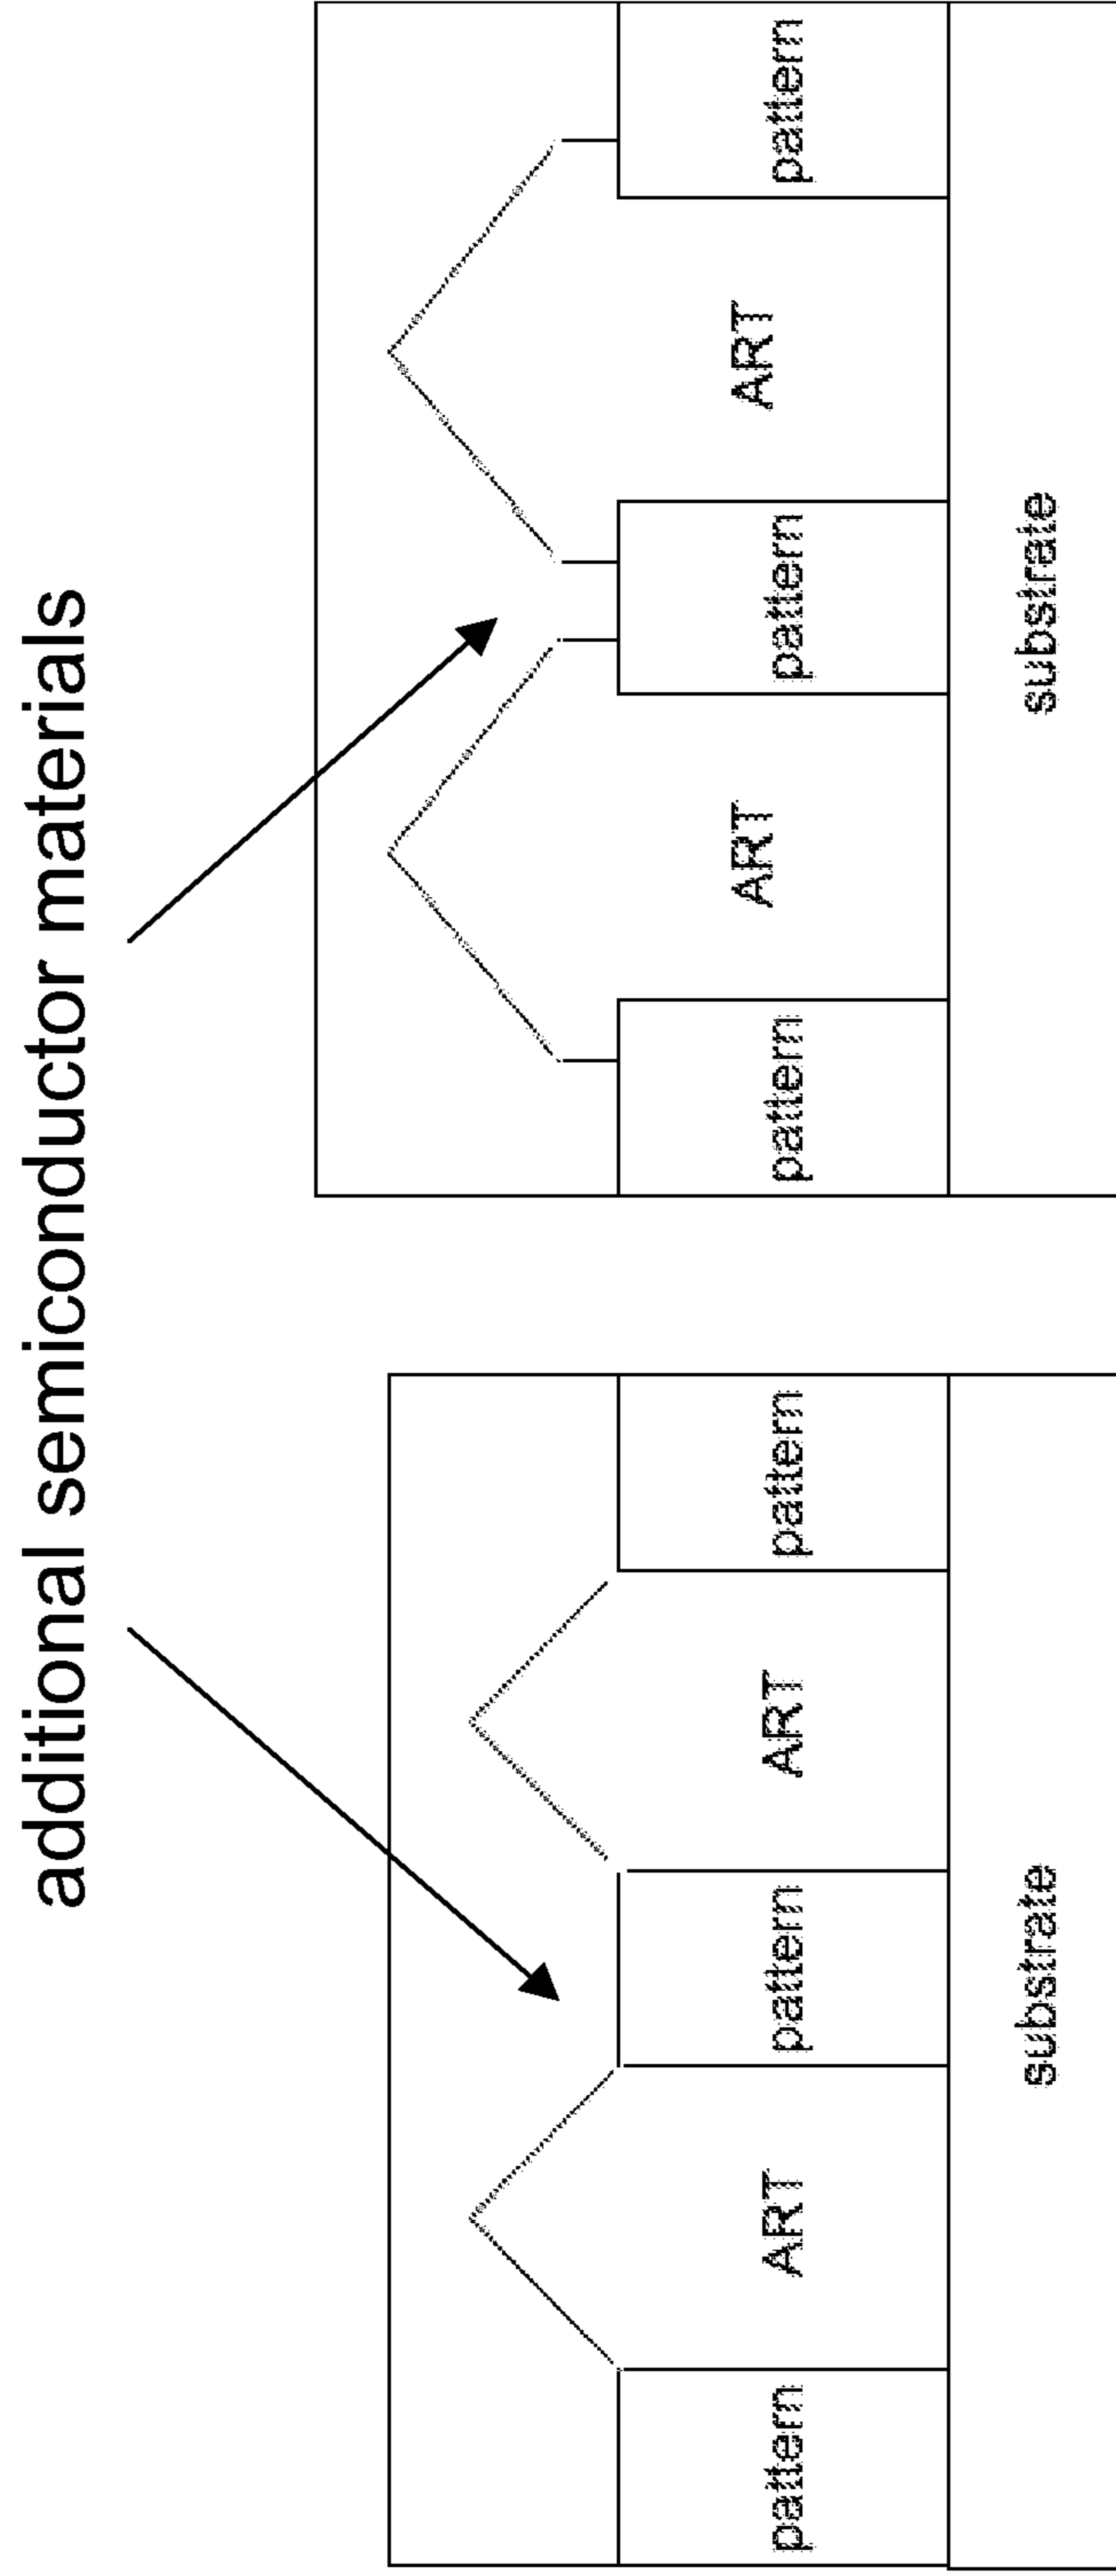 additional semiconductor materials
pattern ART pattern ART pattern
substrate
pattern ART pattern ART pattern
substrate